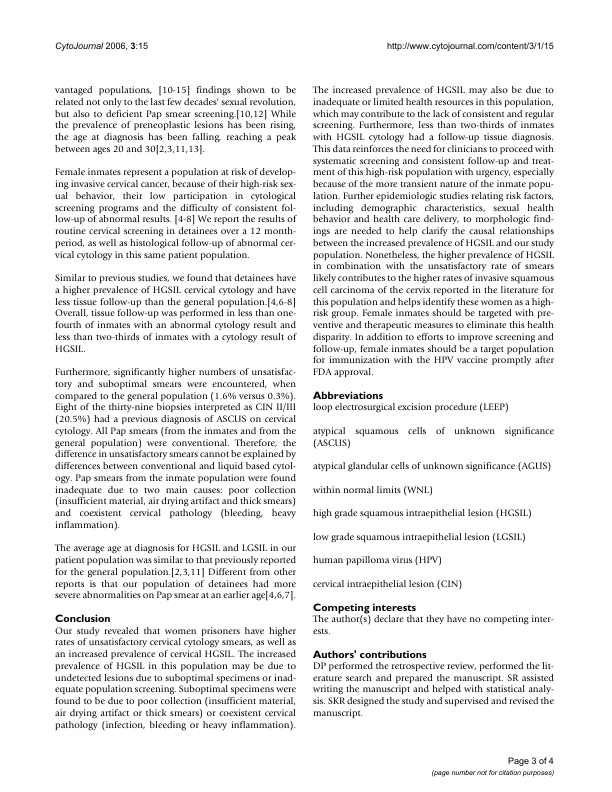 CytoJournal 2006, 3:15
http://www.cytojournal.com/content/3/1/15
vantaged populations, [10-15] findings shown to be
related not only to the last few decades' sexual revolution,
but also to deficient Pap smear screening.[10,12] While
the prevalence of preneoplastic lesions has been rising,
the age at diagnosis has been falling, reaching a peak
between ages 20 and 30[2,3,11,13].
Female inmates represent a population at risk of develop-
ing invasive cervical cancer, because of their high-risk sex-
ual behavior, their low participation in cytological
screening programs and the difficulty of consistent fol-
low-up of abnormal results. [4-8] We report the results of
routine cervical screening in detainees over a 12 month-
period, as well as histological follow-up of abnormal cer-
vical cytology in this same patient population.
Similar to previous studies, we found that detainees have
a higher prevalence of HGSIL cervical cytology and have
less tissue follow-up than the general population.[4,6-8]
Overall, tissue follow-up was performed in less than one-
fourth of inmates with an abnormal cytology result and
less than two-thirds of inmates with a cytology result of
HGSIL.
Furthermore, significantly higher numbers of unsatisfac-
tory and suboptimal smears were encountered, when
compared to the general population (1.6% versus 0.3%).
Eight of the thirty-nine biopsies interpreted as CIN II/III
(20.5%) had a previous diagnosis of ASCUS on cervical
cytology. All Pap smears (from the inmates and from the
general population) were conventional. Therefore, the
difference in unsatisfactory smears cannot be explained by
differences between conventional and liquid based cytol-
ogy. Pap smears from the inmate population were found
inadequate due to two main causes: poor collection
(insufficient material, air drying artifact and thick smears)
and coexistent cervical pathology (bleeding, heavy
inflammation).
The average age at diagnosis for HGSIL and LGSIL in our
patient population was similar to that previously reported
for the general population.[2,3,11] Different from other
reports is that our population of detainees had more
severe abnormalities on Pap smear at an earlier age[4,6,7].
Conclusion
Our study revealed that women prisoners have higher
rates of unsatisfactory cervical cytology smears, as well as
an increased prevalence of cervical HGSIL. The increased
prevalence of HGSIL in this population may be due to
undetected lesions due to suboptimal specimens or inad-
equate population screening. Suboptimal specimens were
found to be due to poor collection (insufficient material,
air drying artifact or thick smears) or coexistent cervical
pathology (infection, bleeding or heavy inflammation).
The increased prevalence of HGSIL may also be due to
inadequate or limited health resources in this population,
which may contribute to the lack of consistent and regular
screening. Furthermore, less than two-thirds of inmates
with HGSIL cytology had a follow-up tissue diagnosis.
This data reinforces the need for clinicians to proceed with
systematic screening and consistent follow-up and treat-
ment of this high-risk population with urgency, especially
because of the more transient nature of the inmate popu-
lation. Further epidemiologic studies relating risk factors,
including demographic characteristics, sexual health
behavior and health care delivery, to morphologic find-
ings are needed to help clarify the causal relationships
between the increased prevalence of HGSIL and our study
population. Nonetheless, the higher prevalence of HGSIL
in combination with the unsatisfactory rate of smears
likely contributes to the higher rates of invasive squamous
cell carcinoma of the cervix reported in the literature for
this population and helps identify these women as a high-
risk group. Female inmates should be targeted with pre-
ventive and therapeutic measures to eliminate this health
disparity. In addition to efforts to improve screening and
follow-up, female inmates should be a target population
for immunization with the HPV vaccine promptly after
FDA approval.
Abbreviations
loop electrosurgical excision procedure (LEEP)
atypical squamous cells of unknown significance
(ASCUS)
atypical glandular cells of unknown significance (AGUS)
within normal limits (WNL)
high grade squamous intraepithelial lesion (HGSIL)
low grade squamous intraepithelial lesion (LGSIL)
human papilloma virus (HPV)
cervical intraepithelial lesion (CIN)
Competing interests
The author(s) declare that they have no competing inter-
ests.
Authors' contributions
DP performed the retrospective review, performed the lit-
erature search and prepared the manuscript. SR assisted
writing the manuscript and helped with statistical analy-
sis. SKR designed the study and supervised and revised the
manuscript.
Page 3 of 4
(page number not for citation purposes)